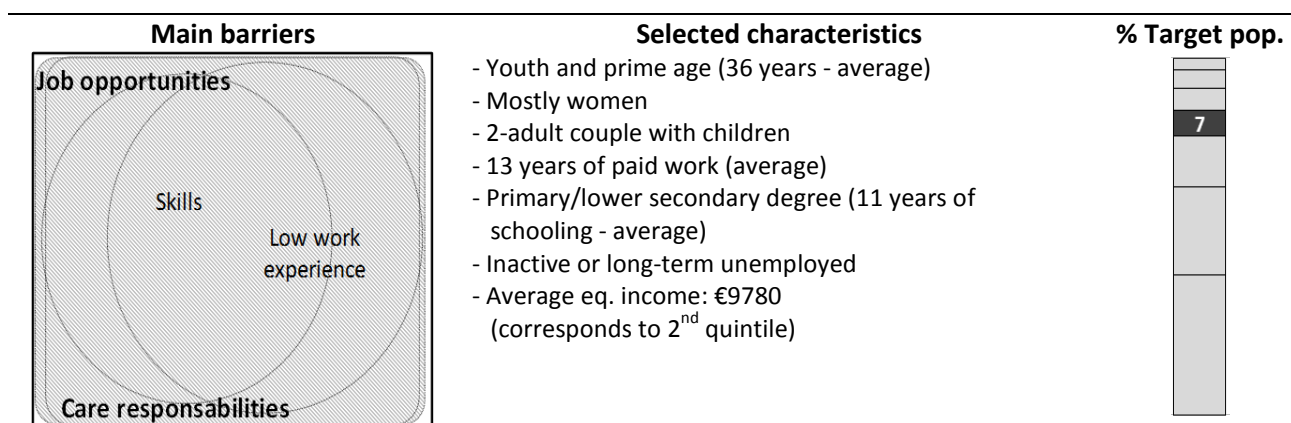 Main barriers
Selected characteristics
% Target pop.
Job opportunities
Skills
Low work
experience
Care responsabilities
- Youth and prime age (36 years - average)
- Mostly women
- 2-adult couple with children
- 13 years of paid work (average)
- Primary/lower secondary degree (11 years of
schooling - average)
- Inactive or long-term unemployed
- Average eq. income: €9780
(corresponds to 2nd quintile)
7